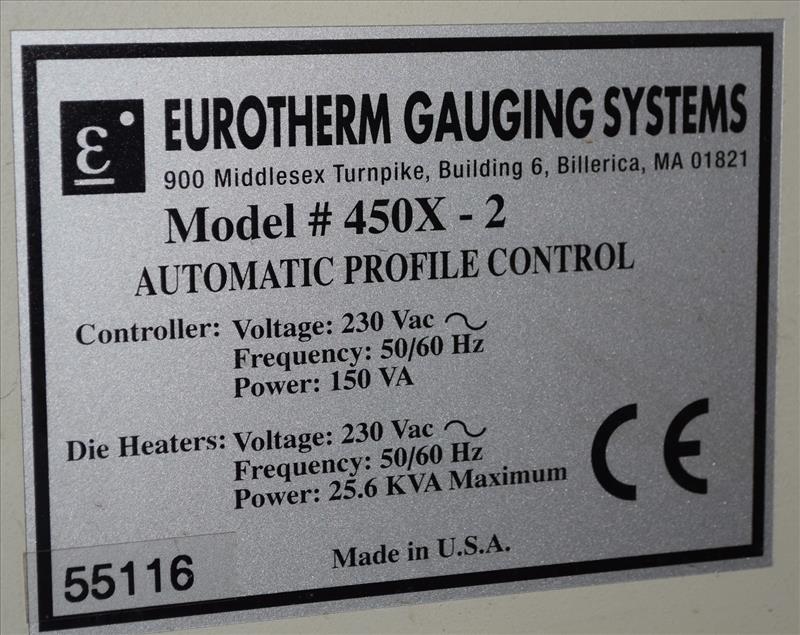 ε
EUROTHERM GAUGING SYSTEMS
900 Middlesex Turnpike, Building 6, Billerica, MA 01821
Model # 450X - 2
AUTOMATIC PROFILE CONTROL
Controller: Voltage: 230 Vac
Frequency: 50/60 Hz
Power: 150 VA
Die Heaters: Voltage: 230 Vac
Frequency: 50/60 Hz
Power: 25.6 KVA Maximum
CE
Made in U.S.A.
55116